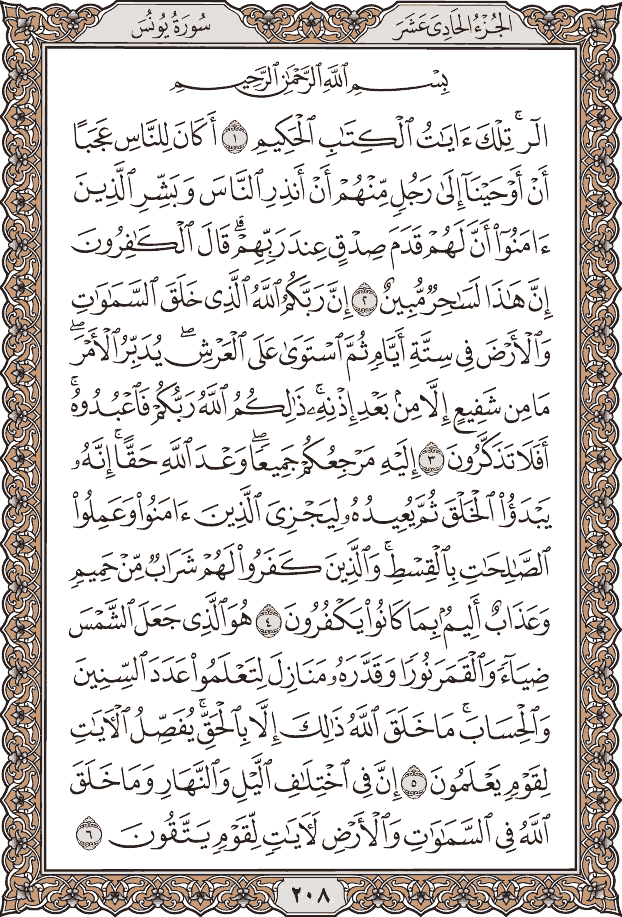 الجُزْءُ الحَادِى عَشَرَ
سُورَةُ يُونُسَ
بِسْمِ ٱللَّهِ ٱلرَّحْمَٰنِ ٱلرَّحِيمِ
الٓر ۚ تِلْكَ ءَايَٰتُ ٱلْكِتَٰبِ ٱلْحَكِيمِ ١ أَكَانَ لِلنَّاسِ عَجَبًا
أَنْ أَوْحَيْنَآ إِلَىٰ رَجُلٍ مِّنْهُمْ أَنْ أَنذِرِ ٱلنَّاسَ وَبَشِّرِ ٱلَّذِينَ
ءَامَنُوٓا۟ أَنَّ لَهُمْ قَدَمَ صِدْقٍ عِندَ رَبِّهِمْ ۗ قَالَ ٱلْكَٰفِرُونَ
إِنَّ هَٰذَا لَسَٰحِرٌ مُّبِينٌ ٢ إِنَّ رَبَّكُمُ ٱللَّهُ ٱلَّذِى خَلَقَ ٱلسَّمَٰوَٰتِ
وَٱلْأَرْضَ فِى سِتَّةِ أَيَّامٍ ثُمَّ ٱسْتَوَىٰ عَلَى ٱلْعَرْشِ ۖ يُدَبِّرُ ٱلْأَمْرَ ۖ
مَا مِن شَفِيعٍ إِلَّا مِنۢ بَعْدِ إِذْنِهِۦ ۚ ذَٰلِكُمُ ٱللَّهُ رَبُّكُمْ فَٱعْبُدُوهُ ۚ
أَفَلَا تَذَكَّرُونَ ٣ إِلَيْهِ مَرْجِعُكُمْ جَمِيعًا ۖ وَعْدَ ٱللَّهِ حَقًّا ۚ إِنَّهُۥ
يَبْدَؤُا۟ ٱلْخَلْقَ ثُمَّ يُعِيدُهُۥ لِيَجْزِىَ ٱلَّذِينَ ءَامَنُوا۟ وَعَمِلُوا۟
ٱلصَّٰلِحَٰتِ بِٱلْقِسْطِ ۚ وَٱلَّذِينَ كَفَرُوا۟ لَهُمْ شَرَابٌ مِّنْ حَمِيمٍ
وَعَذَابٌ أَلِيمٌۢ بِمَا كَانُوا۟ يَكْفُرُونَ ٤ هُوَ ٱلَّذِى جَعَلَ ٱلشَّمْسَ
ضِيَآءً وَٱلْقَمَرَ نُورًا وَقَدَّرَهُۥ مَنَازِلَ لِتَعْلَمُوا۟ عَدَدَ ٱلسِّنِينَ
وَٱلْحِسَابَ ۚ مَا خَلَقَ ٱللَّهُ ذَٰلِكَ إِلَّا بِٱلْحَقِّ ۚ يُفَصِّلُ ٱلْءَايَٰتِ
لِقَوْمٍ يَعْلَمُونَ ٥ إِنَّ فِى ٱخْتِلَٰفِ ٱلَّيْلِ وَٱلنَّهَارِ وَمَا خَلَقَ
ٱللَّهُ فِى ٱلسَّمَٰوَٰتِ وَٱلْأَرْضِ لَءَايَٰتٍ لِّقَوْمٍ يَتَّقُونَ ٦
٢٠٨